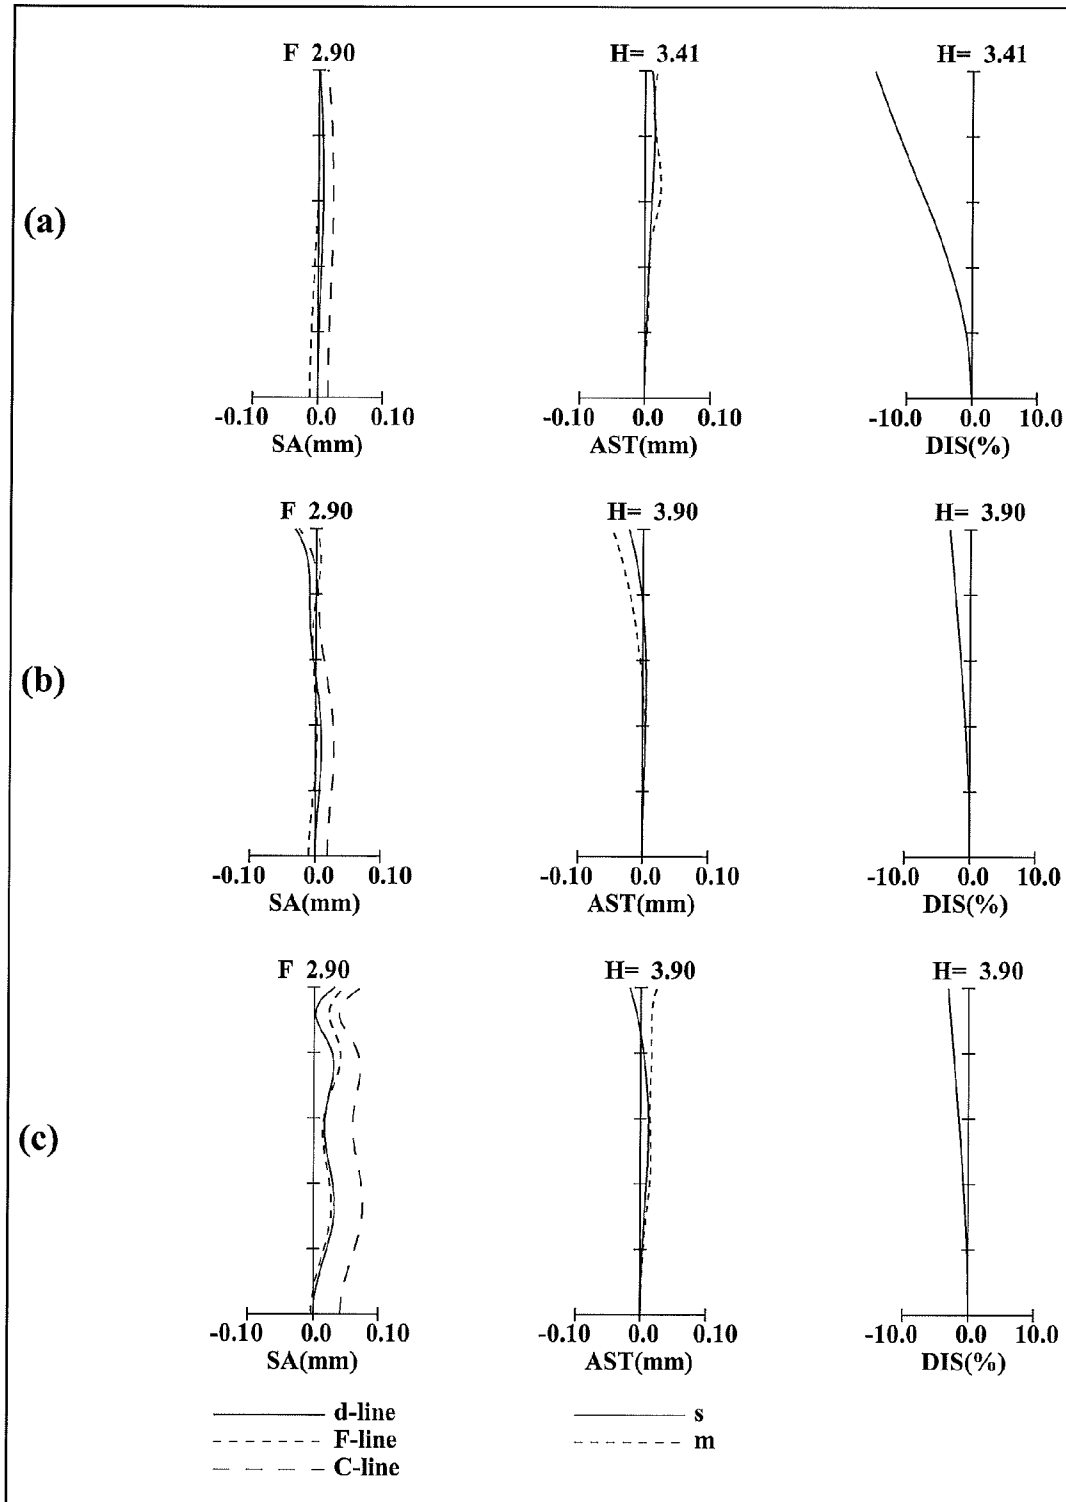 F 2.90 H= 3.41 H= 3.41
(a)
-0.10 0.0 0.10 -0.10 0.0 0.10 -10.0 0.0 10.0
SA(mm) AST(mm) DIS(%)
F 2.90 H= 3.90 H= 3.90
(b)
-0.10 0.0 0.10 -0.10 0.0 0.10 -10.0 0.0 10.0
SA(mm) AST(mm) DIS(%)
F 2.90 H= 3.90 H= 3.90
(c)
-0.10 0.0 0.10 -0.10 0.0 0.10 -10.0 0.0 10.0
SA(mm) AST(mm) DIS(%)
d-line s
F-line m
C-line